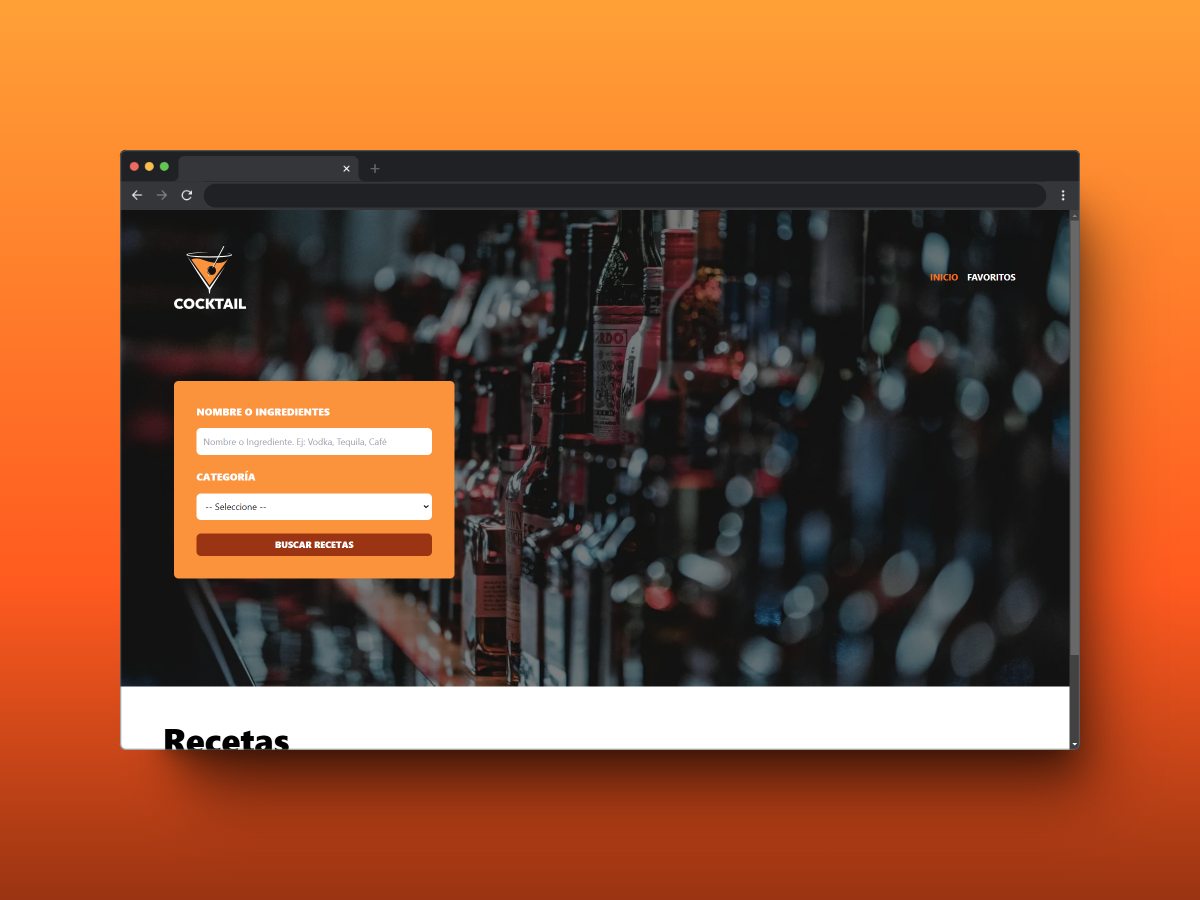 COCKTAIL
INICIO FAVORITOS
NOMBRE O INGREDIENTES
Nombre o Ingrediente. Ej: Vodka, Tequila, Café
CATEGORÍA
-- Seleccione --
BUSCAR RECETAS
Recetas